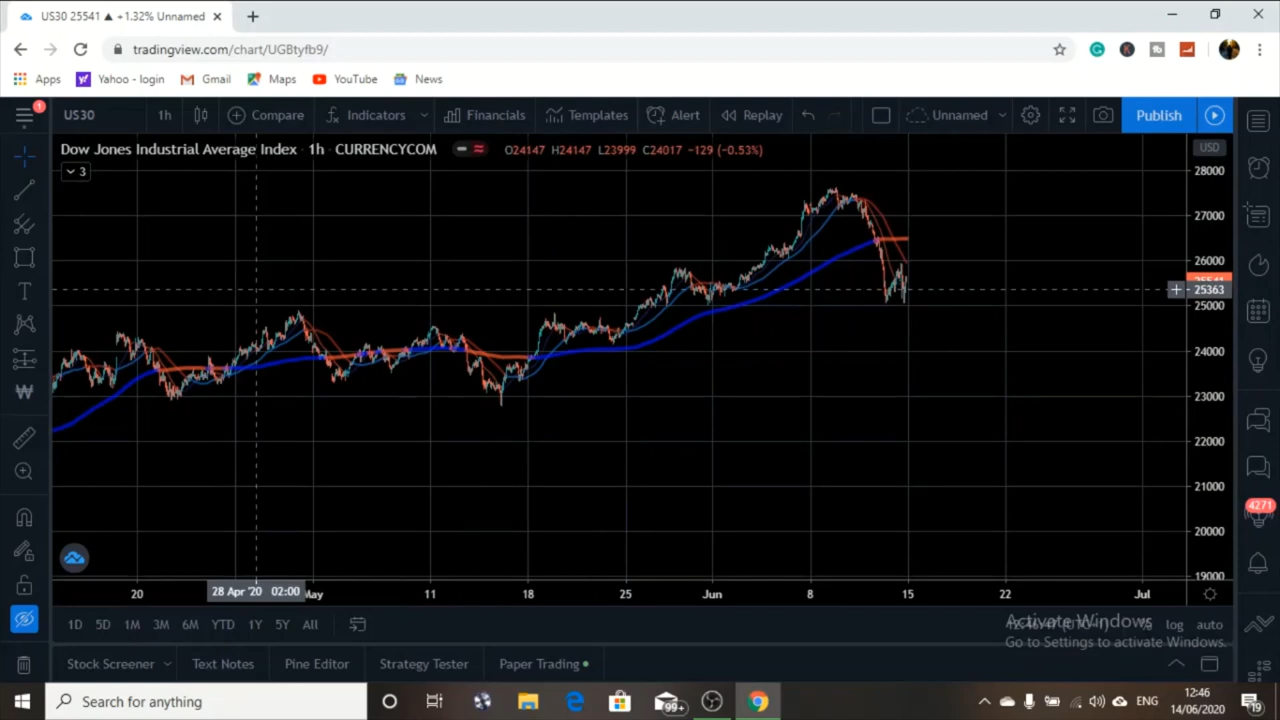 US30 25541 ▲ +1.32% Unnamed
tradingview.com/chart/UGBtyfb9/
Apps Yahoo - login Gmail Maps YouTube News
1
US30 1h Compare Indicators Financials Templates Alert Replay Unnamed Publish
Dow Jones Industrial Average Index · 1h · CURRENCYCOM O24147 H24147 L23999 C24017 −129 (−0.53%)
USD
3
28000
27000
26000
25541
25363
25000
24000
23000
22000
21000
20000
19000
4271
20 28 Apr '20 02:00 May 11 18 25 Jun 8 15 22 Jul
1D 5D 1M 3M 6M YTD 1Y 5Y All log auto
Activate Windows
Go to Settings to activate Windows.
Stock Screener Text Notes Pine Editor Strategy Tester Paper Trading
Search for anything
99+
ENG
12:46
14/06/2020
19